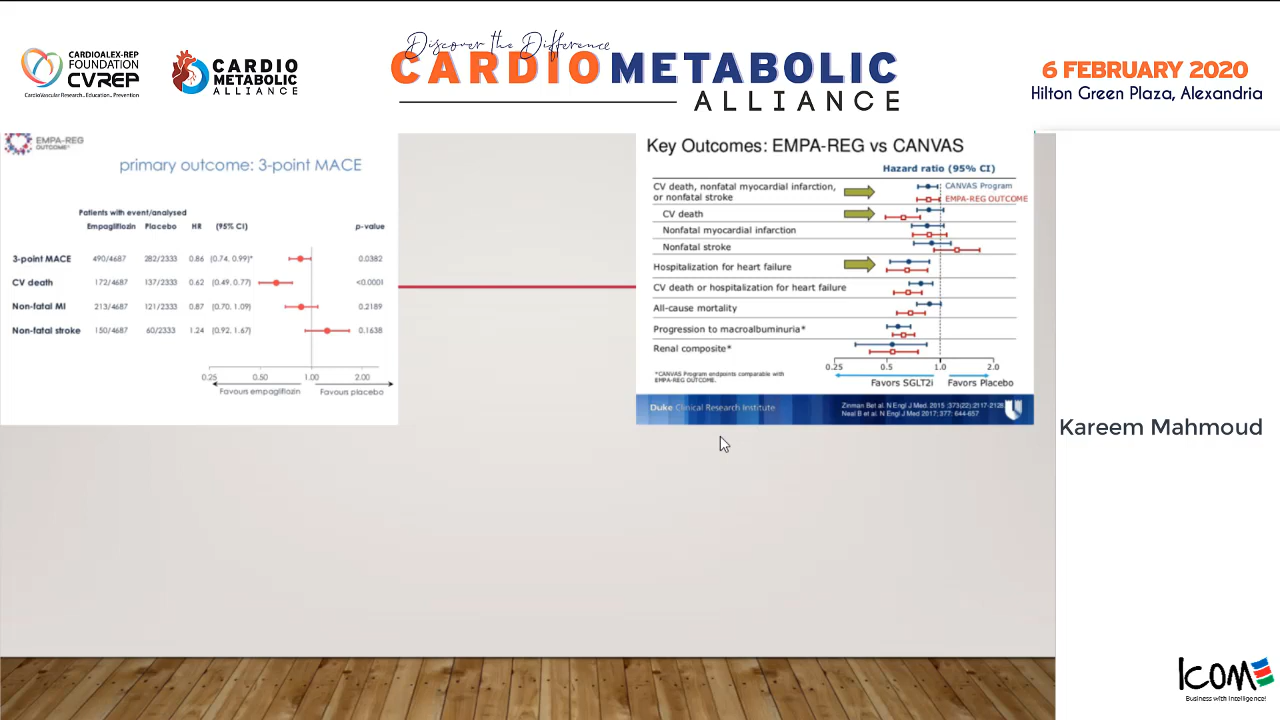 CARDIOALEX-REP
FOUNDATION
CVREP
CardioVascular Research.. Education.. Prevention
CARDIO
METABOLIC
ALLIANCE
Discover the Difference
CARDIOMETABOLIC
ALLIANCE
6 FEBRUARY 2020
Hilton Green Plaza, Alexandria
EMPA-REG
OUTCOME
primary outcome: 3-point MACE
Patients with event/analysed
Empagliflozin Placebo HR (95% CI) p-value
3-point MACE 490/4687 282/2333 0.86 (0.74, 0.99)* 0.0382
CV death 172/4687 137/2333 0.62 (0.49, 0.77) <0.0001
Non-fatal MI 213/4687 121/2333 0.87 (0.70, 1.09) 0.2189
Non-fatal stroke 150/4687 60/2333 1.24 (0.92, 1.67) 0.1638
0.25 0.50 1.00 2.00
Favours empagliflozin Favours placebo
Key Outcomes: EMPA-REG vs CANVAS
Hazard ratio (95% CI)
CV death, nonfatal myocardial infarction,
or nonfatal stroke
CANVAS Program
EMPA-REG OUTCOME
CV death
Nonfatal myocardial infarction
Nonfatal stroke
Hospitalization for heart failure
CV death or hospitalization for heart failure
All-cause mortality
Progression to macroalbuminuria*
Renal composite*
0.25 0.5 1.0 2.0
Favors SGLT2i Favors Placebo
*CANVAS Program endpoints comparable with
EMPA-REG OUTCOME.
Duke Clinical Research Institute
Zinman Bet al. N Engl J Med. 2015 ;373(22):2117-2128
Neal B et al. N Engl J Med 2017; 377: 644-657
Kareem Mahmoud
ICOME
Business with Intelligence!